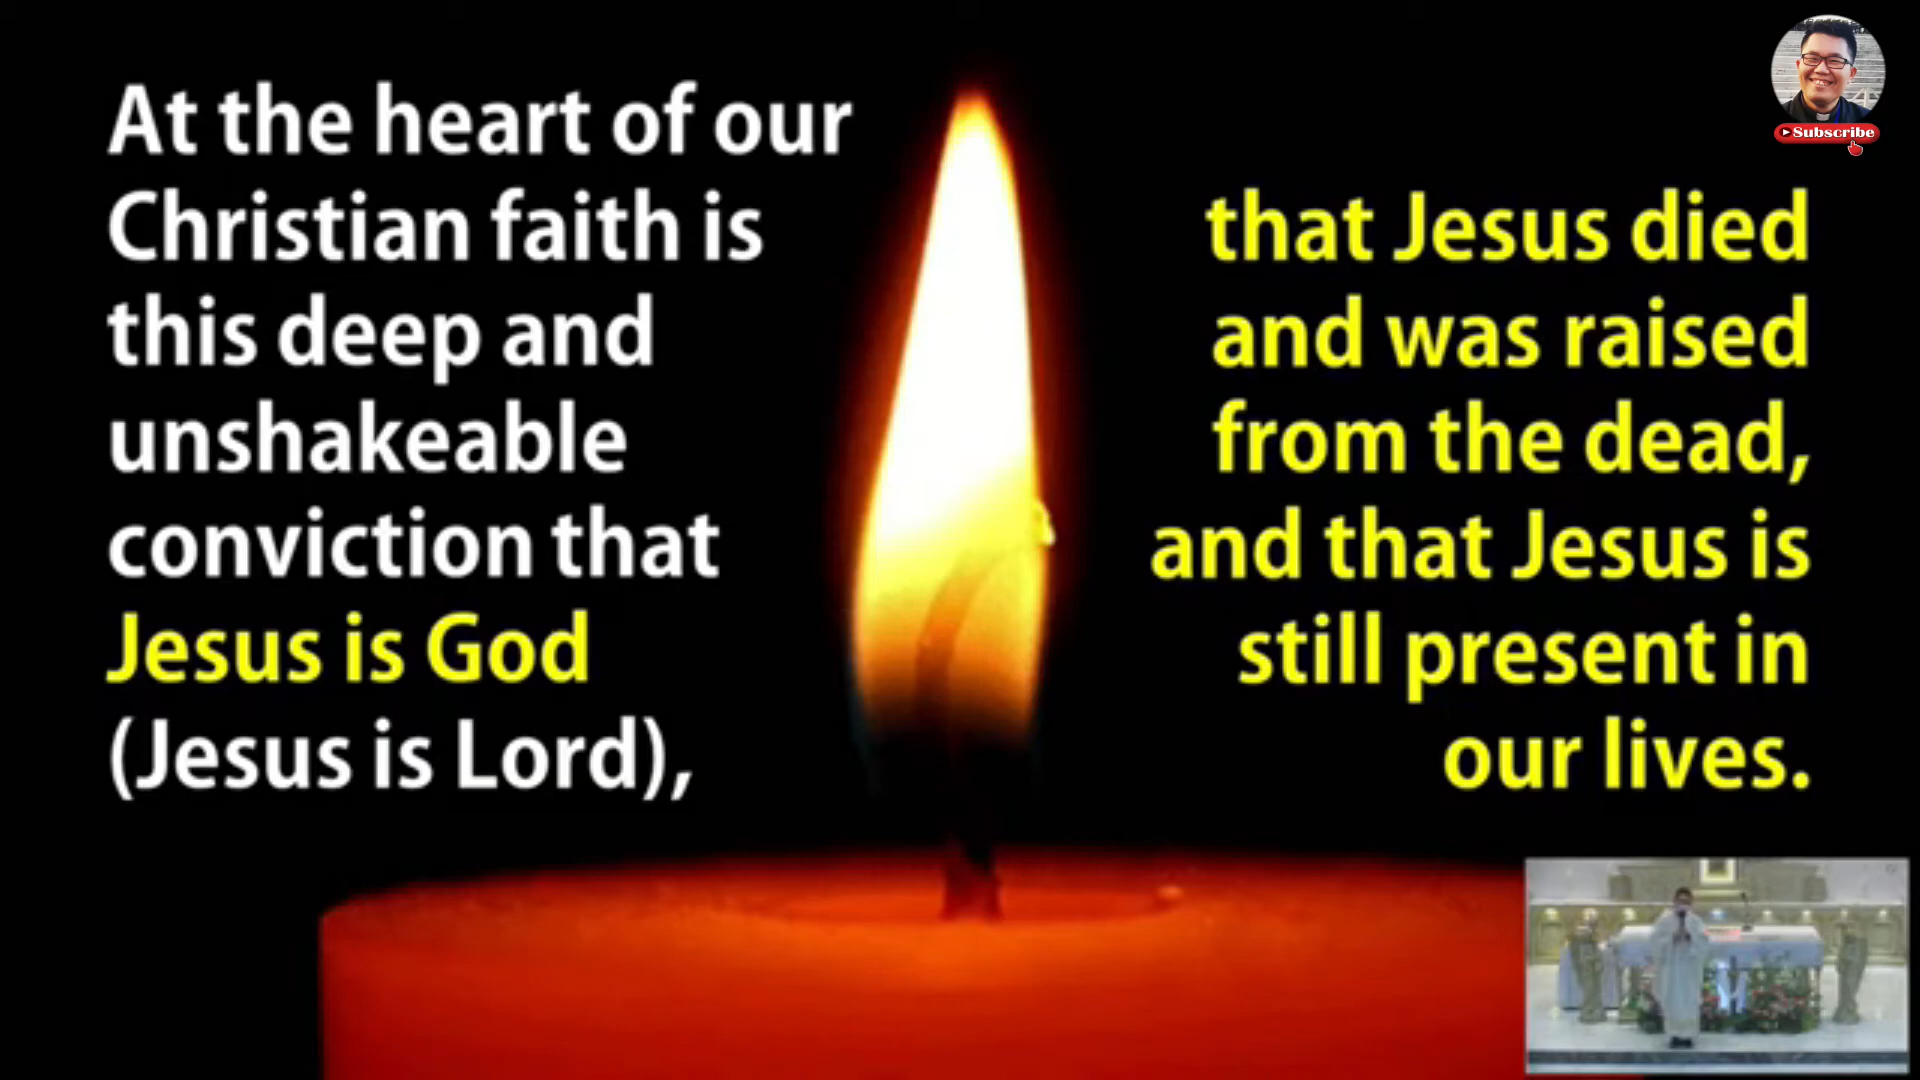 At the heart of our
Christian faith is
this deep and
unshakeable
conviction that
Jesus is God
(Jesus is Lord),
that Jesus died
and was raised
from the dead,
and that Jesus is
still present in
our lives.
Subscribe